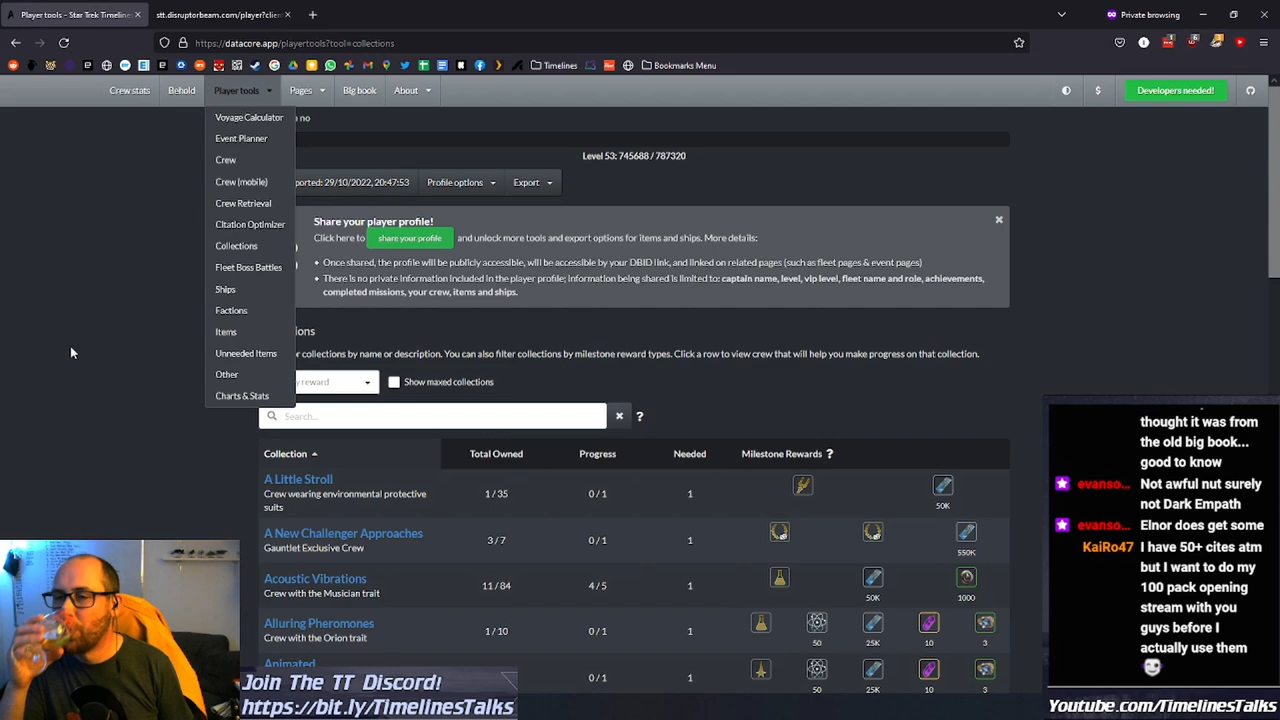 Player tools - Star Trek Timeline
stt.disruptorbeam.com/player?clien
Private browsing
https://datacore.app/playertools?tool=collections
Timelines
Bookmarks Menu
Crew stats
Behold
Player tools
Pages
Big book
About
$
Developers needed!
Voyage Calculator
Event Planner
Crew
Crew (mobile)
Crew Retrieval
Citation Optimizer
Collections
Fleet Boss Battles
Ships
Factions
Items
Unneeded Items
Other
Charts & Stats
no
Level 53: 745688 / 787320
orted: 29/10/2022, 20:47:53
Profile options
Export
Share your player profile!
Click here to share your profile and unlock more tools and export options for items and ships. More details:
• Once shared, the profile will be publicly accessible, will be accessible by your DBID link, and linked on related pages (such as fleet pages & event pages)
• There is no private information included in the player profile; information being shared is limited to: captain name, level, vip level, fleet name and role, achievements,
completed missions, your crew, items and ships.
ions
or collections by name or description. You can also filter collections by milestone reward types. Click a row to view crew that will help you make progress on that collection.
y reward
Show maxed collections
Search...
?
Collection Total Owned Progress Needed Milestone Rewards ?
A Little Stroll
Crew wearing environmental protective
suits
1 / 35 0 / 1 1
50K
A New Challenger Approaches
Gauntlet Exclusive Crew
3 / 7 0 / 1 1
550K
Acoustic Vibrations
Crew with the Musician trait
11 / 84 4 / 5 1
50K 1000
Alluring Pheromones
Crew with the Orion trait
1 / 10 0 / 1 1
50 25K 10 3
Animated
0 / 1 1
50 25K 10 3
thought it was from
the old big book...
good to know
evanso... Not awful nut surely
not Dark Empath
evanso... Elnor does get some
KaiRo47 I have 50+ cites atm
but I want to do my
100 pack opening
stream with you
guys before I
actually use them
Join The TT Discord!
https://bit.ly/TimelinesTalks
Youtube.com/TimelinesTalks